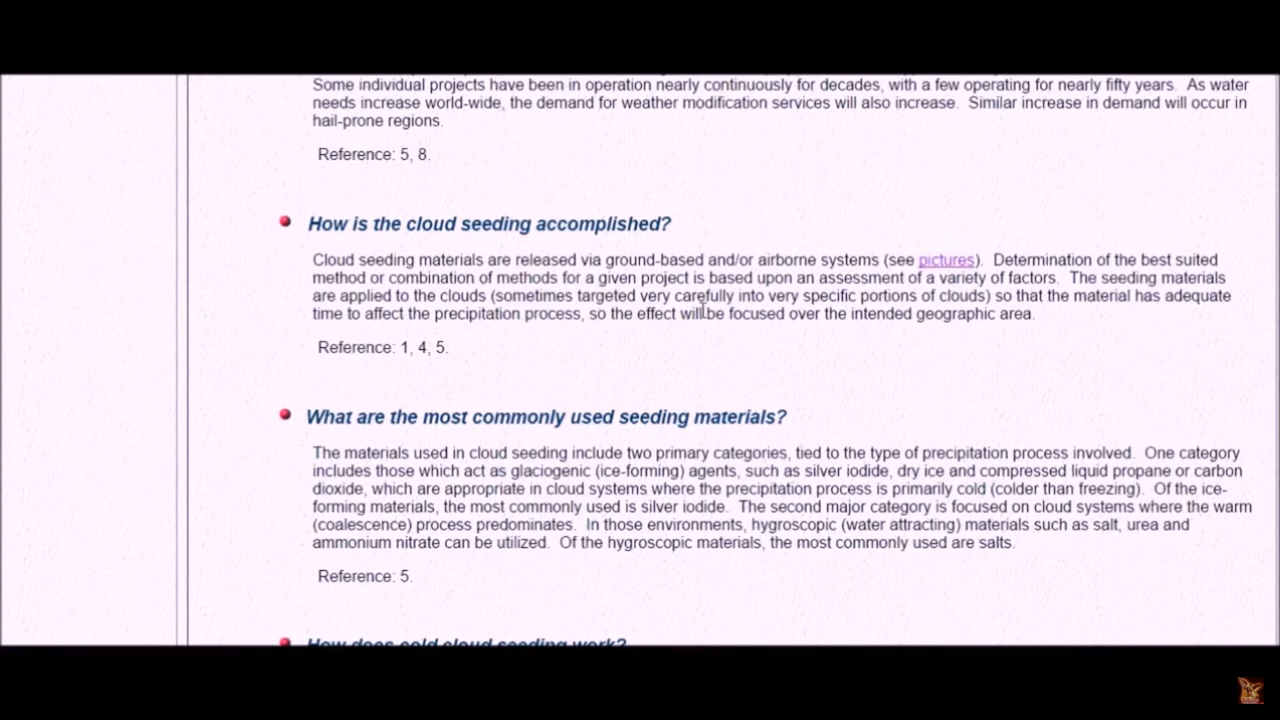 Some individual projects have been in operation nearly continuously for decades, with a few operating for nearly fifty years. As water
needs increase world-wide, the demand for weather modification services will also increase. Similar increase in demand will occur in
hail-prone regions.
Reference: 5, 8.
How is the cloud seeding accomplished?
Cloud seeding materials are released via ground-based and/or airborne systems (see pictures). Determination of the best suited
method or combination of methods for a given project is based upon an assessment of a variety of factors. The seeding materials
are applied to the clouds (sometimes targeted very carefully into very specific portions of clouds) so that the material has adequate
time to affect the precipitation process, so the effect will be focused over the intended geographic area.
Reference: 1, 4, 5.
What are the most commonly used seeding materials?
The materials used in cloud seeding include two primary categories, tied to the type of precipitation process involved. One category
includes those which act as glaciogenic (ice-forming) agents, such as silver iodide, dry ice and compressed liquid propane or carbon
dioxide, which are appropriate in cloud systems where the precipitation process is primarily cold (colder than freezing). Of the ice-
forming materials, the most commonly used is silver iodide. The second major category is focused on cloud systems where the warm
(coalescence) process predominates. In those environments, hygroscopic (water attracting) materials such as salt, urea and
ammonium nitrate can be utilized. Of the hygroscopic materials, the most commonly used are salts.
Reference: 5.
How does cold cloud seeding work?